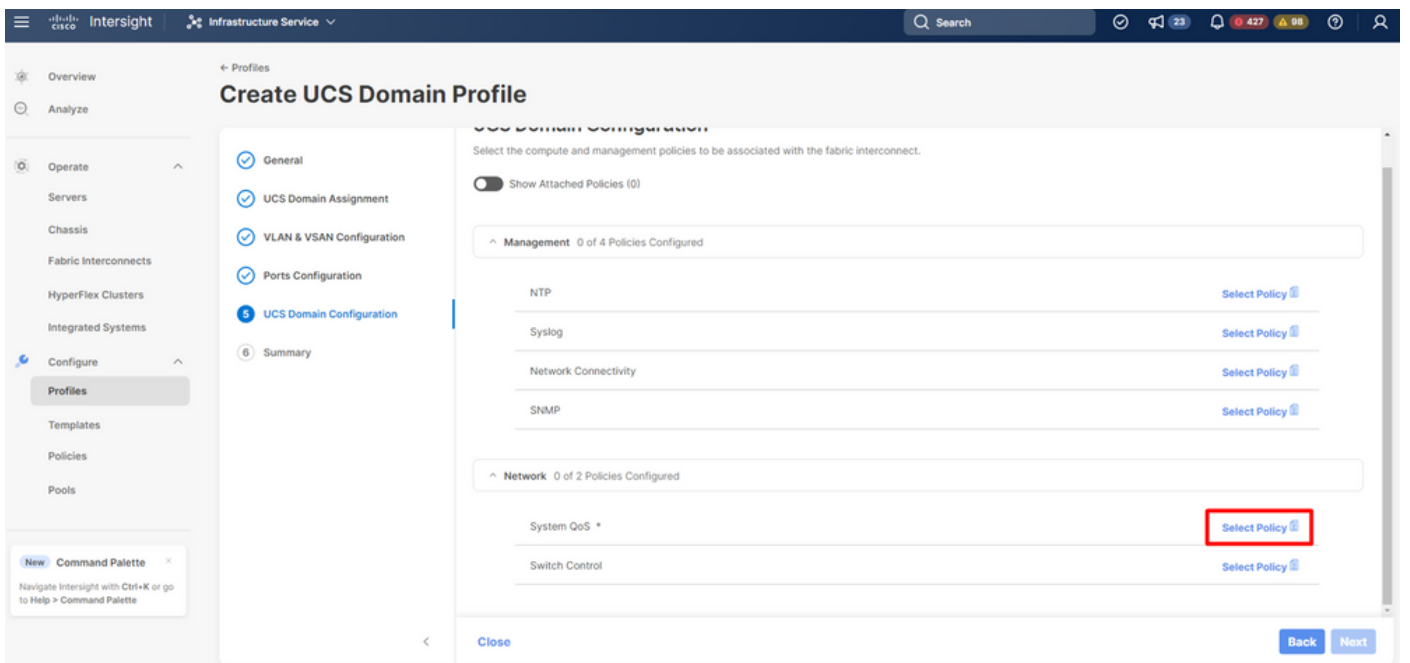 cisco Intersight Infrastructure Service Search 23 427 98
← Profiles
Create UCS Domain Profile
Overview
Analyze
Operate
Servers
Chassis
Fabric Interconnects
HyperFlex Clusters
Integrated Systems
Configure
Profiles
Templates
Policies
Pools
New Command Palette ×
Navigate Intersight with Ctrl+K or go
to Help > Command Palette
General
UCS Domain Assignment
VLAN & VSAN Configuration
Ports Configuration
5 UCS Domain Configuration
6 Summary
UCS Domain Configuration
Select the compute and management policies to be associated with the fabric interconnect.
Show Attached Policies (0)
Management 0 of 4 Policies Configured
NTP Select Policy
Syslog Select Policy
Network Connectivity Select Policy
SNMP Select Policy
Network 0 of 2 Policies Configured
System QoS * Select Policy
Switch Control Select Policy
< Close Back Next